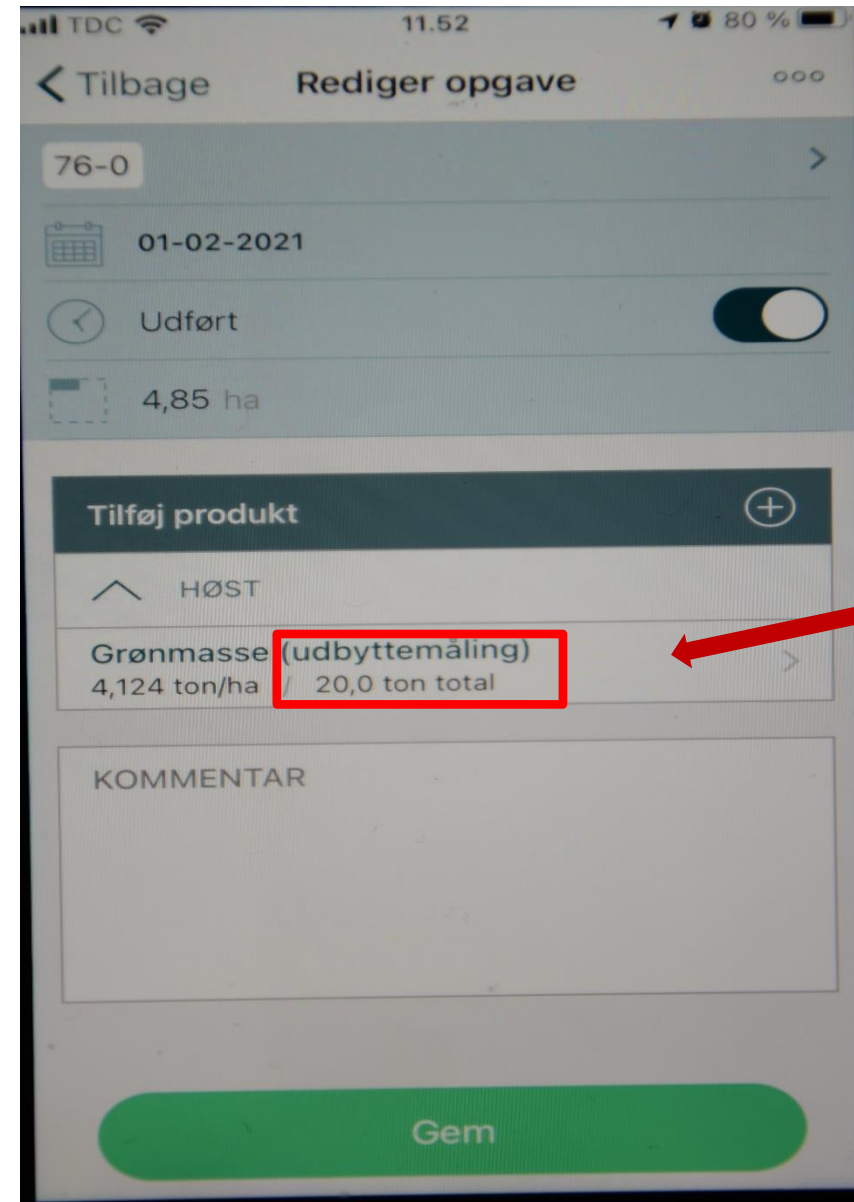 TDC 11.52 80 %
Tilbage Rediger opgave
76-0
01-02-2021
Udført
4,85 ha
Tilføj produkt
HØST
Grønmasse (udbyttemåling)
4,124 ton/ha / 20,0 ton total
KOMMENTAR
Gem